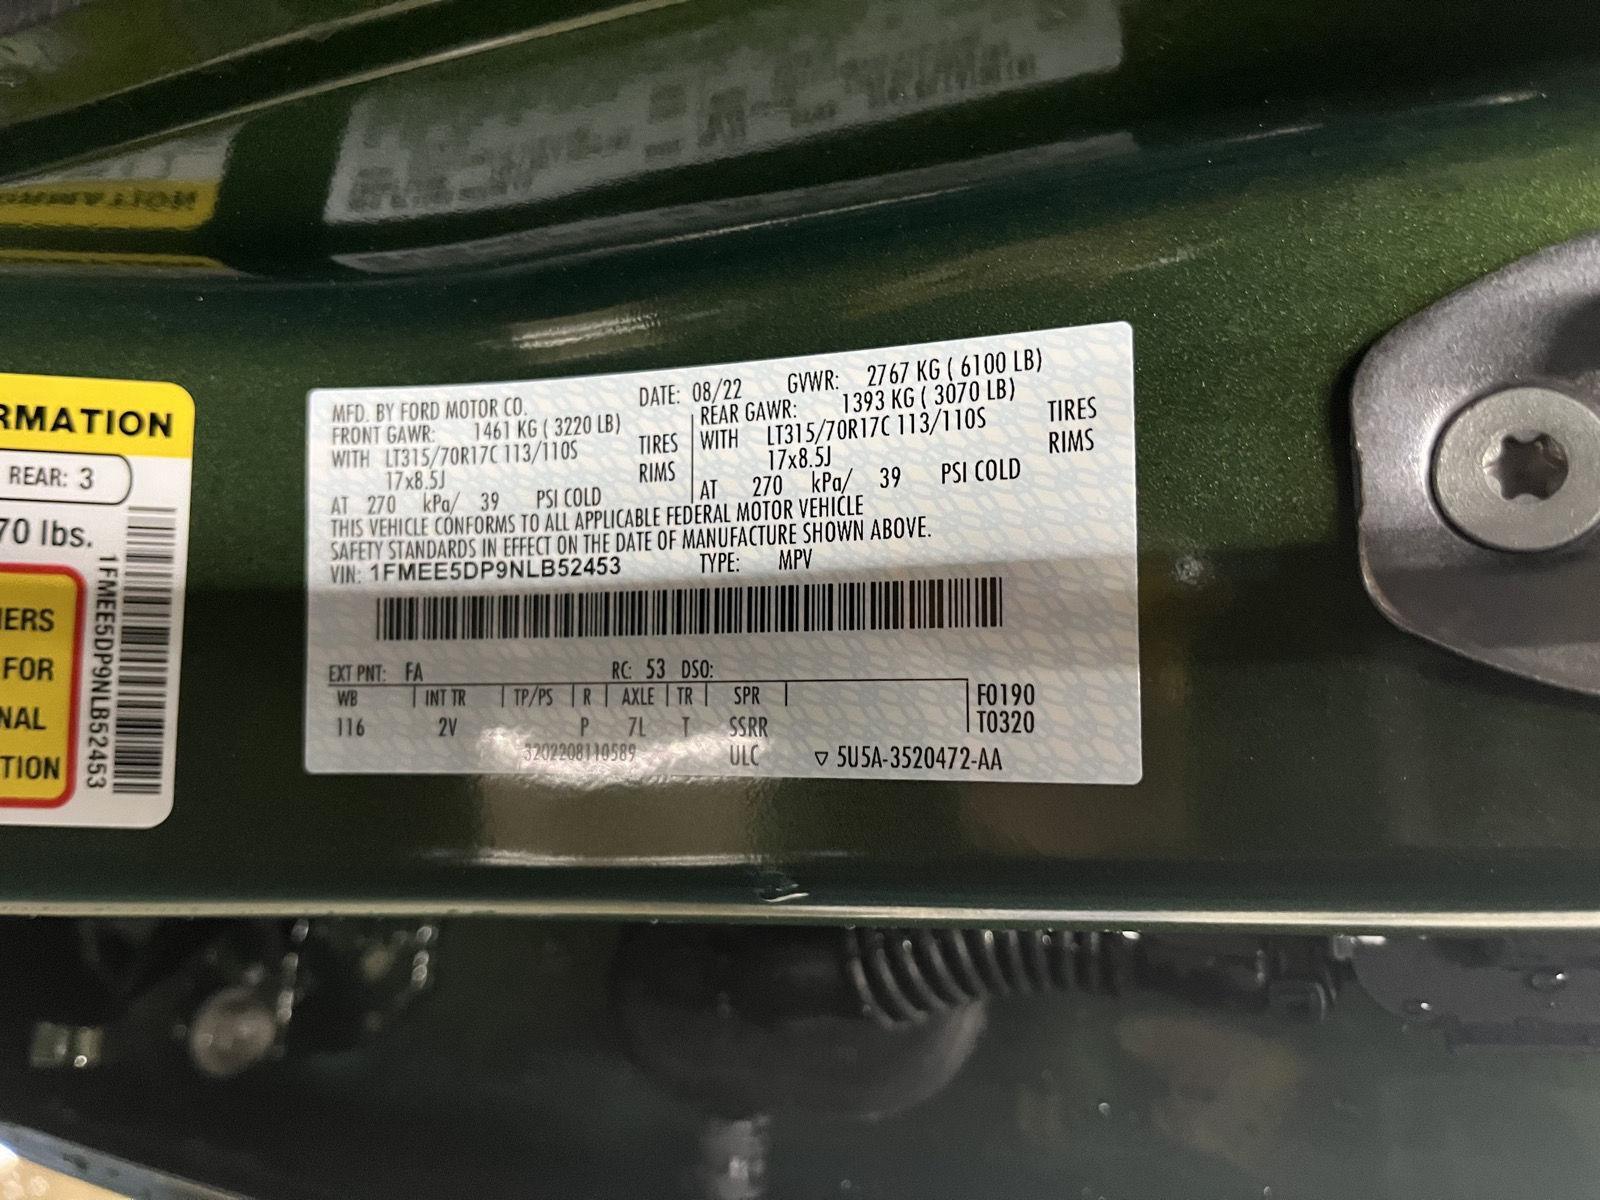 RMATION
REAR: 3
70 lbs.
IERS
FOR
NAL
TION
1FMEE5DP9NLB52453
MFD. BY FORD MOTOR CO.
DATE: 08/22 GVWR: 2767 KG ( 6100 LB)
FRONT GAWR: 1461 KG ( 3220 LB) REAR GAWR: 1393 KG ( 3070 LB)
WITH LT315/70R17C 113/110S TIRES WITH LT315/70R17C 113/110S TIRES
17x8.5J RIMS 17x8.5J RIMS
AT 270 kPa/ 39 PSI COLD AT 270 kPa/ 39 PSI COLD
THIS VEHICLE CONFORMS TO ALL APPLICABLE FEDERAL MOTOR VEHICLE
SAFETY STANDARDS IN EFFECT ON THE DATE OF MANUFACTURE SHOWN ABOVE.
VIN: 1FMEE5DP9NLB52453 TYPE: MPV
EXT PNT: FA RC: 53 DSO:
WB INT TR TP/PS R AXLE TR SPR F0190
116 2V P 7L T SSRR T0320
3202208110589 ULC 5U5A-3520472-AA